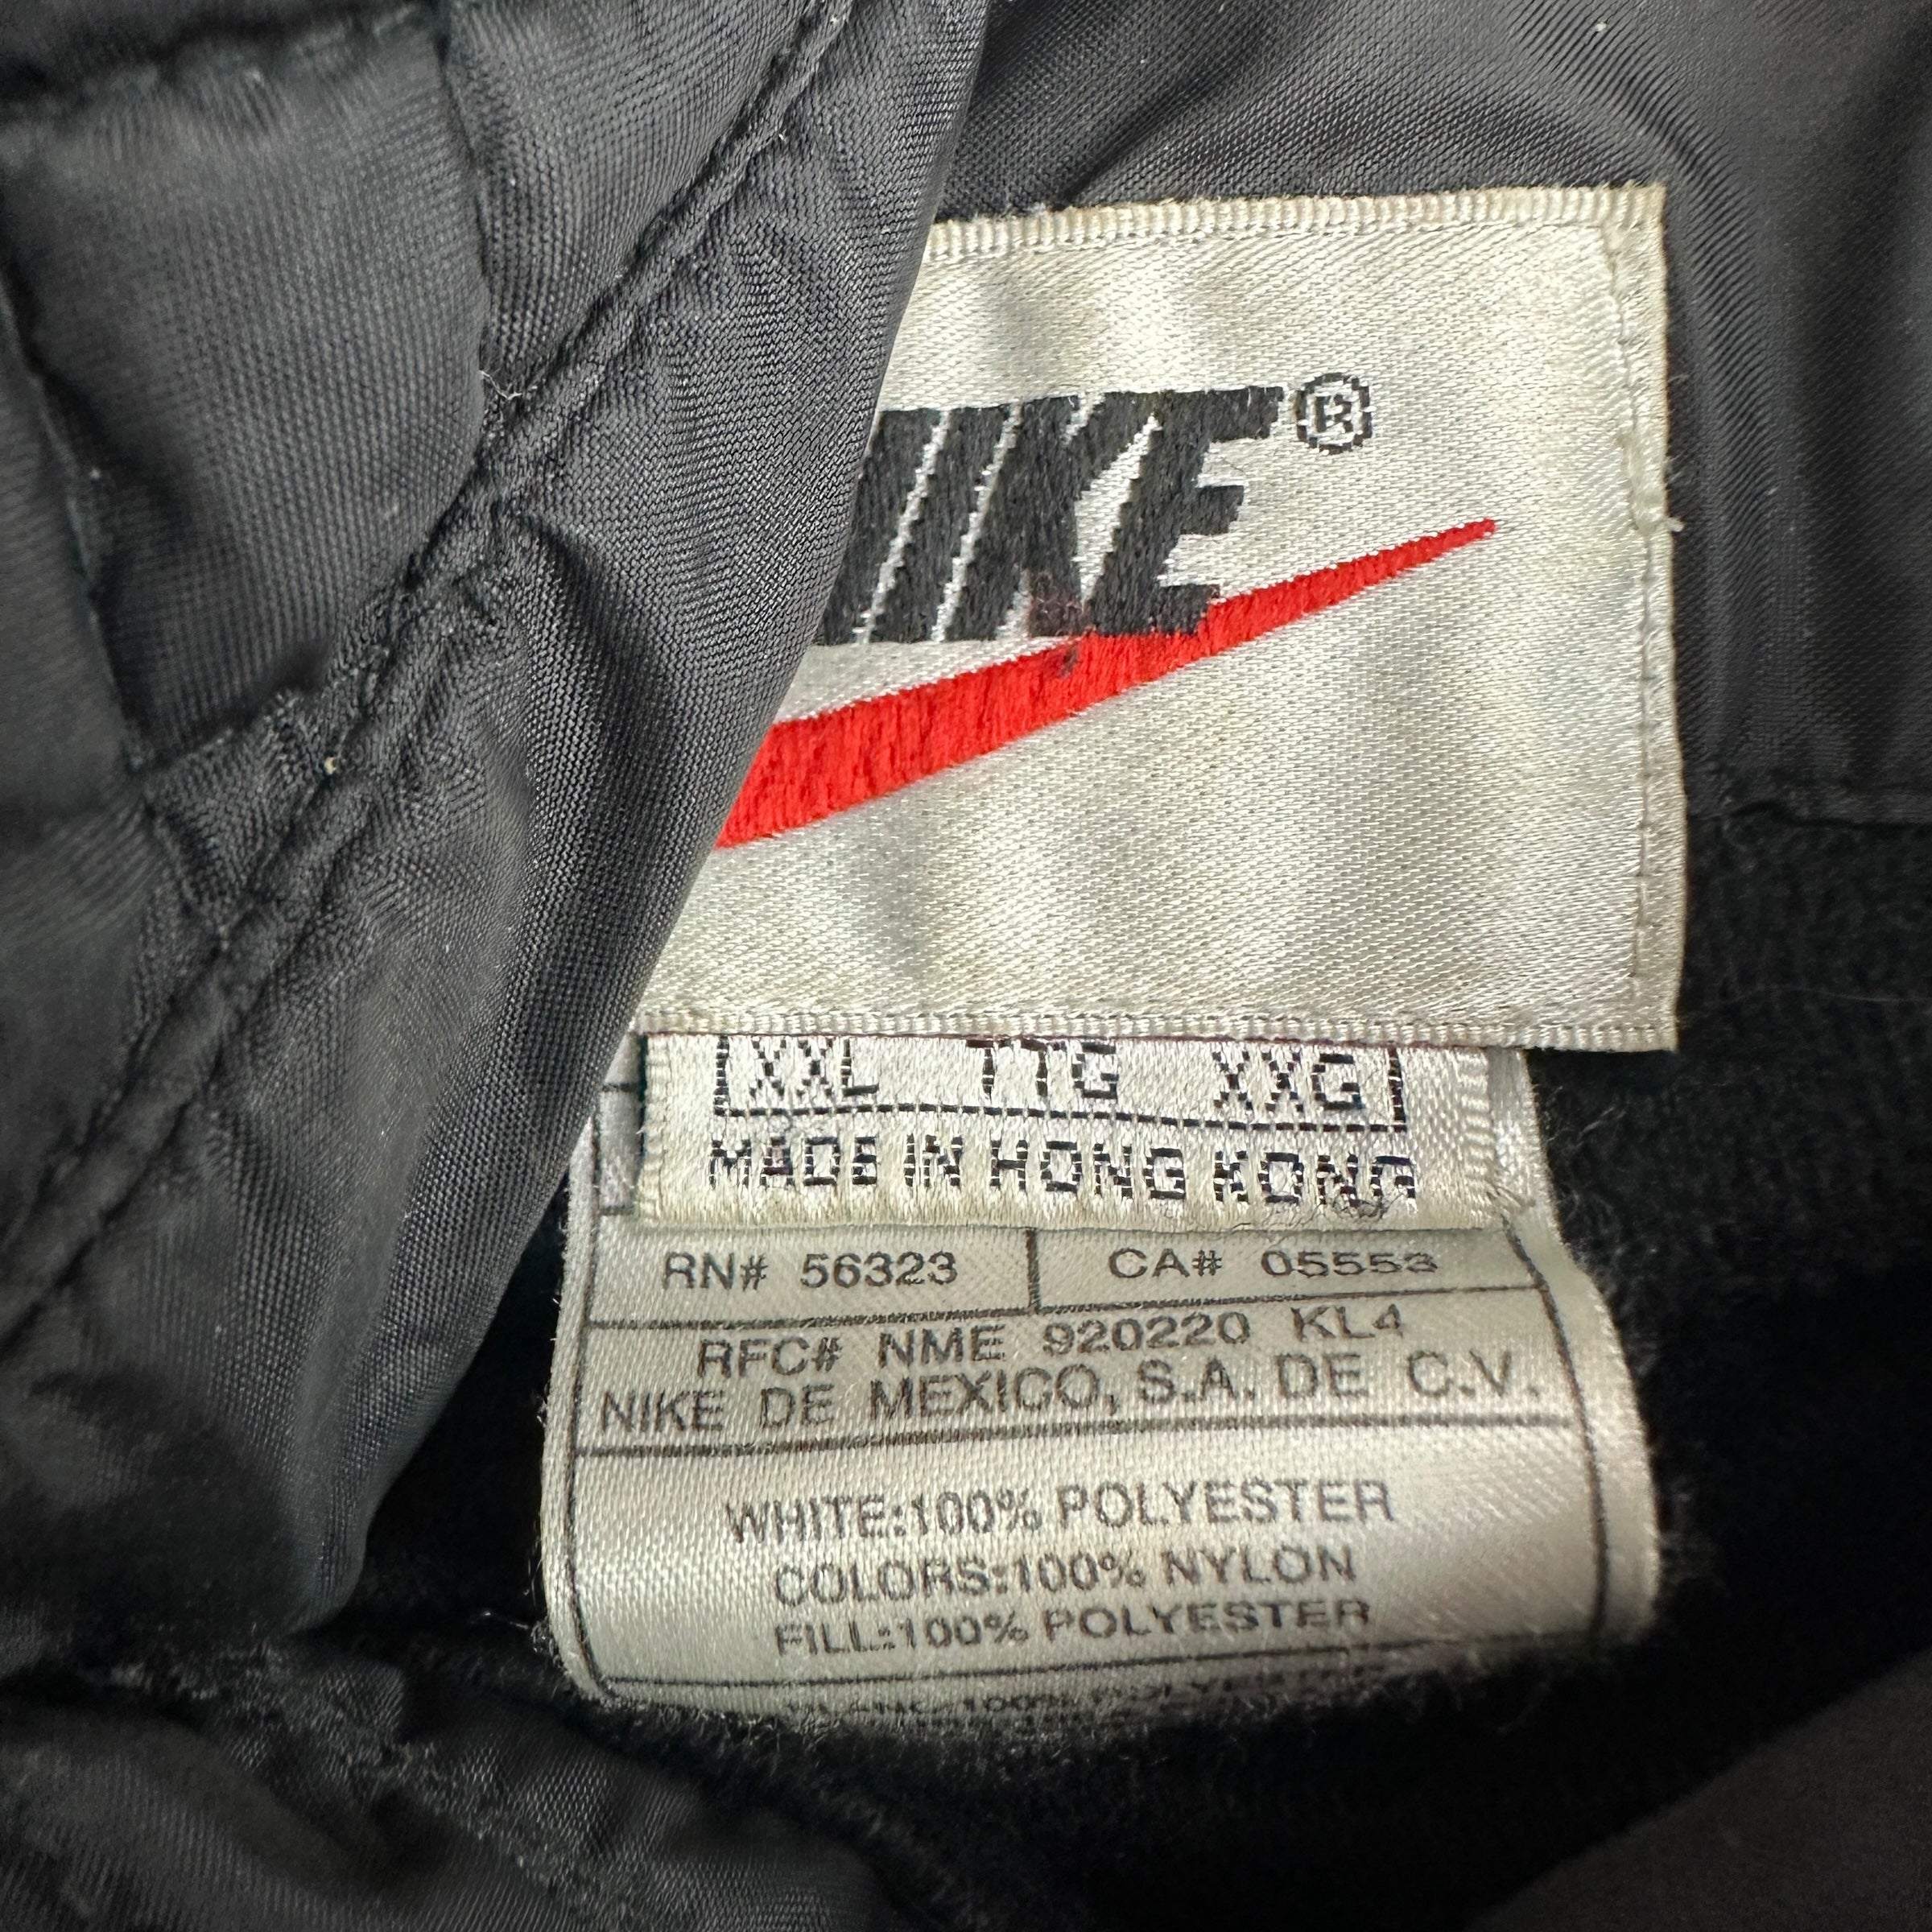 NIKE®
XXL TTG XXG
MADE IN HONG KONG
RN# 56323 CA# 05553
RFC# NME 920220 KL4
NIKE DE MEXICO, S.A. DE C.V.
WHITE:100% POLYESTER
COLORS:100% NYLON
FILL:100% POLYESTER